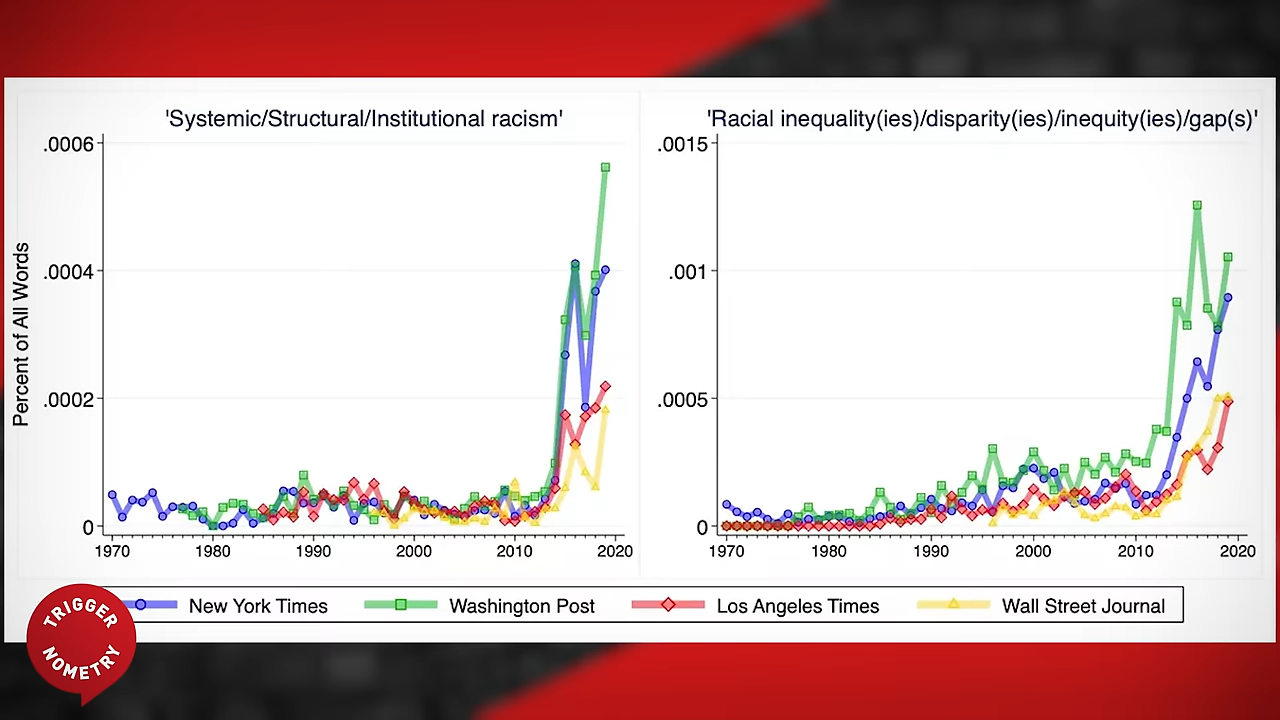 'Systemic/Structural/Institutional racism'
'Racial inequality(ies)/disparity(ies)/inequity(ies)/gap(s)'
Percent of All Words
.0006
.0004
.0002
0
1970 1980 1990 2000 2010 2020
.0015
.001
.0005
0
1970 1980 1990 2000 2010 2020
New York Times Washington Post Los Angeles Times Wall Street Journal
TRIGGER
NOMETRY